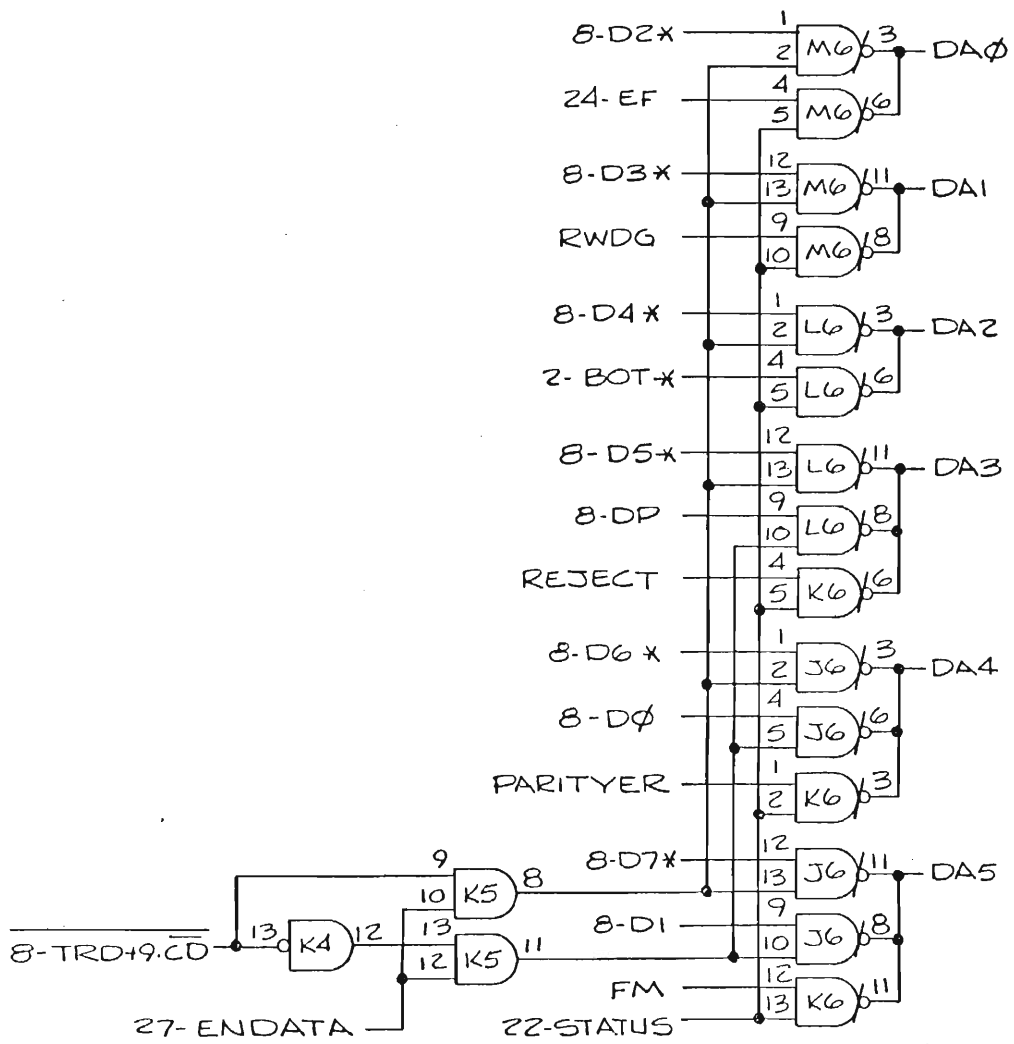 1
8-D2* M6 3 DAØ
2
4
24-EF M6 6
5
12
8-D3* M6 11 DA1
13
9
RWDG M6 8
10
1
8-D4* L6 3 DA2
2
4
2-BOT* L6 6
5
12
8-D5* L6 11 DA3
13
9
8-DP L6 8
10
4
REJECT K6 6
5
1
8-D6* J6 3 DA4
2
4
8-DØ J6 6
5
1
PARITYER K6 3
2
12
8-D7* J6 11 DA5
13
9
8-D1 J6 8
10
12
FM K6 11
13
22-STATUS
9
10 K5 8
8-TRD+9.CD 13 K4 12 13
12 K5 11
27-ENDATA